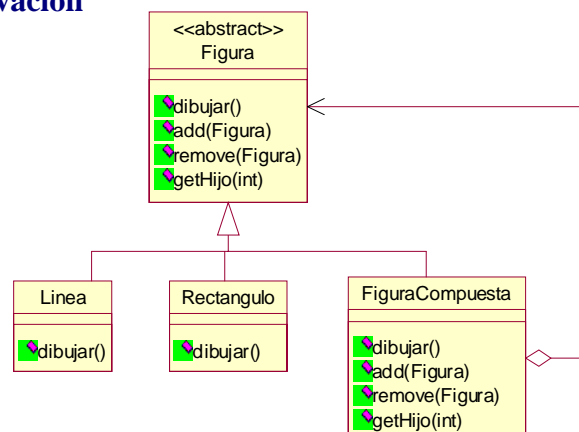 <<abstract>>
Figura
dibujar()
add(Figura)
remove(Figura)
getHijo(int)
Linea
dibujar()
Rectangulo
dibujar()
FiguraCompuesta
dibujar()
add(Figura)
remove(Figura)
getHijo(int)